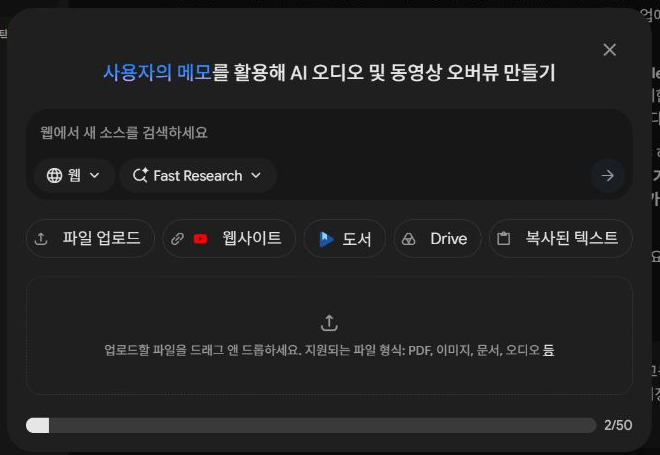 사용자의 메모를 활용해 AI 오디오 및 동영상 오버뷰 만들기
웹에서 새 소스를 검색하세요
웹
Fast Research
파일 업로드
웹사이트
도서
Drive
복사된 텍스트
업로드할 파일을 드래그 앤 드롭하세요. 지원되는 파일 형식: PDF, 이미지, 문서, 오디오 등
2/50